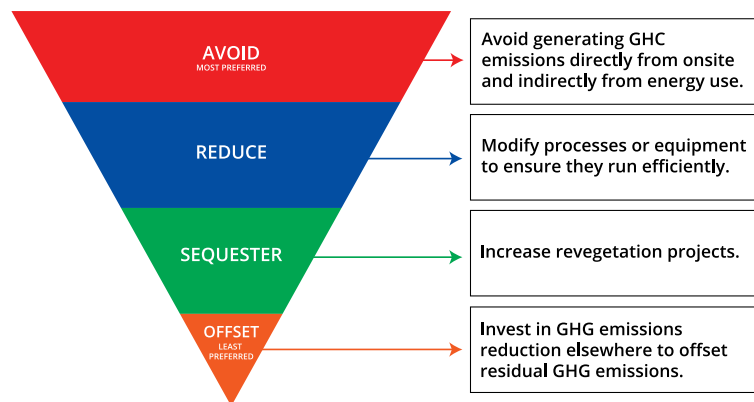 AVOID
MOST PREFERRED
Avoid generating GHC
emissions directly from onsite
and indirectly from energy use.
REDUCE
Modify processes or equipment
to ensure they run efficiently.
SEQUESTER
Increase revegetation projects.
OFFSET
LEAST
PREFERRED
Invest in GHG emissions
reduction elsewhere to offset
residual GHG emissions.